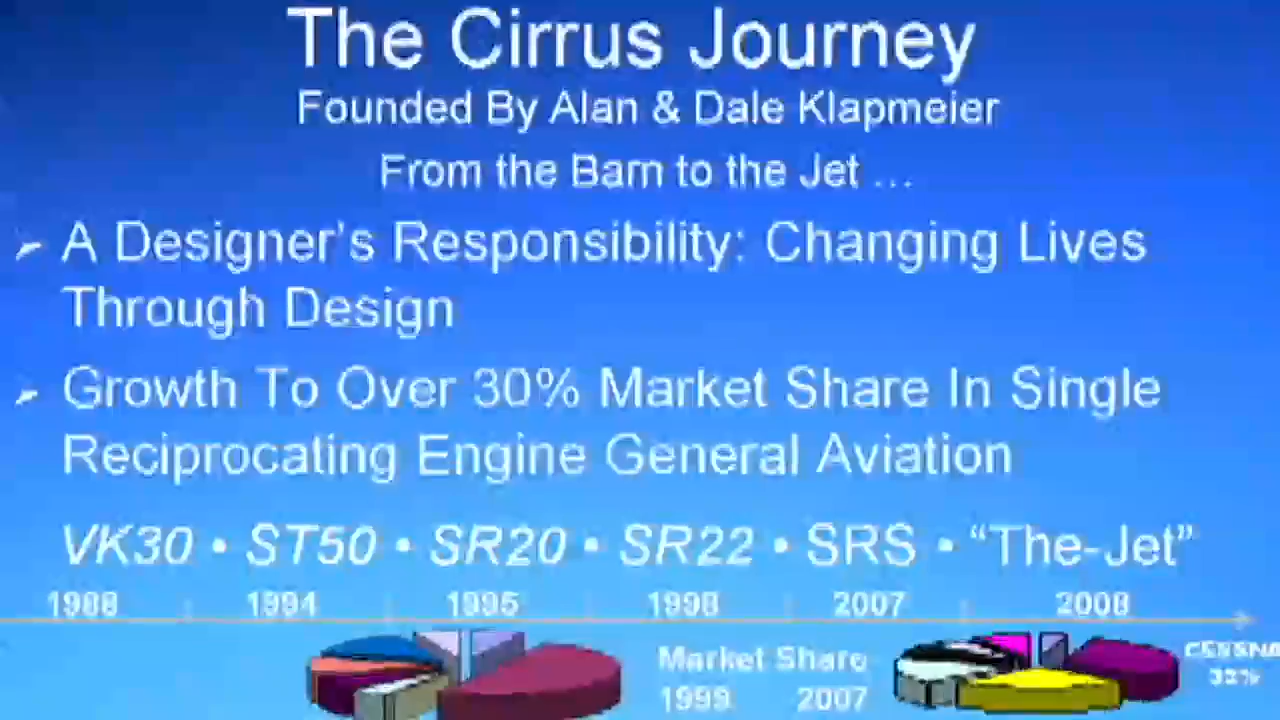 The Cirrus Journey
Founded By Alan & Dale Klapmeier
From the Barn to the Jet ...
A Designer's Responsibility: Changing Lives
Through Design
Growth To Over 30% Market Share In Single
Reciprocating Engine General Aviation
VK30 • ST50 • SR20 • SR22 • SRS • "The-Jet"
1988 1994 1995 1998 2007 2008
Market Share
1999 2007
CESSNA
32%